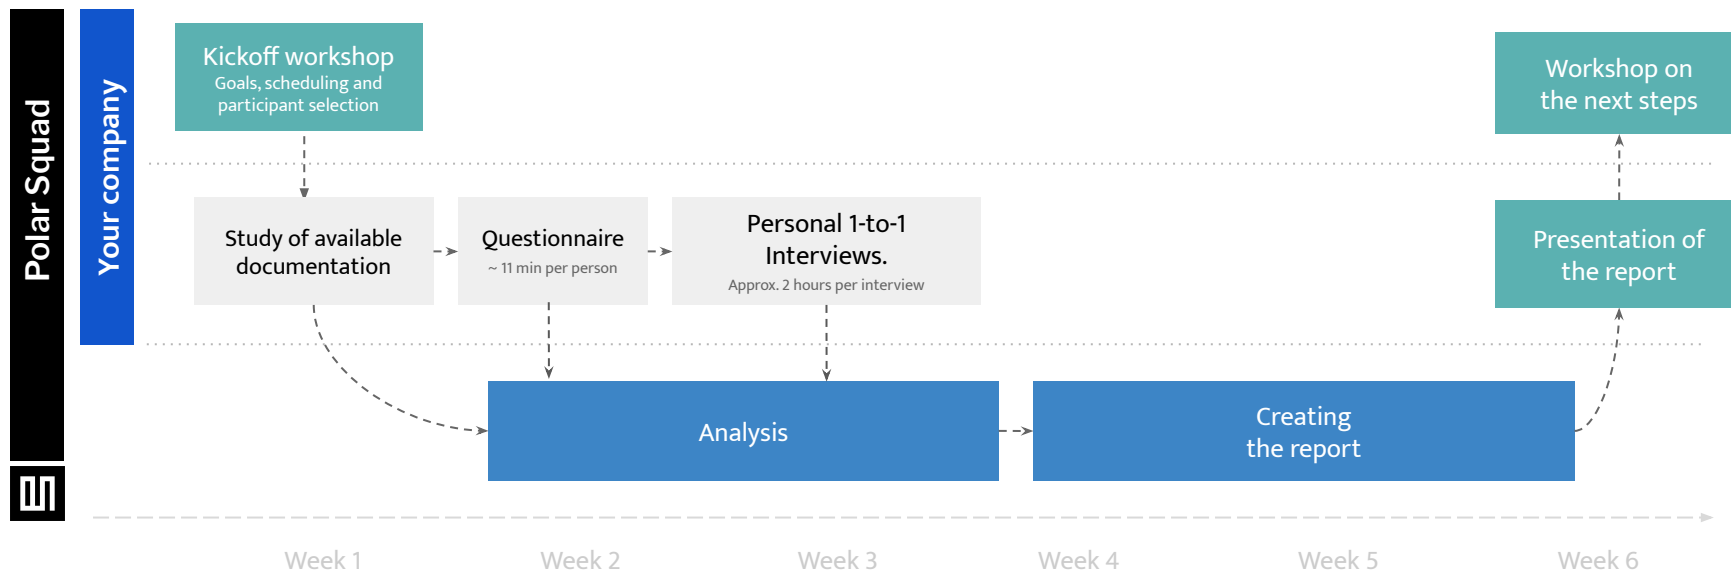 Polar Squad
Your company
Kickoff workshop
Goals, scheduling and
participant selection
Workshop on
the next steps
Study of available
documentation
Questionnaire
~ 11 min per person
Personal 1-to-1
Interviews.
Approx. 2 hours per interview
Presentation of
the report
Analysis
Creating
the report
Week 1
Week 2
Week 3
Week 4
Week 5
Week 6